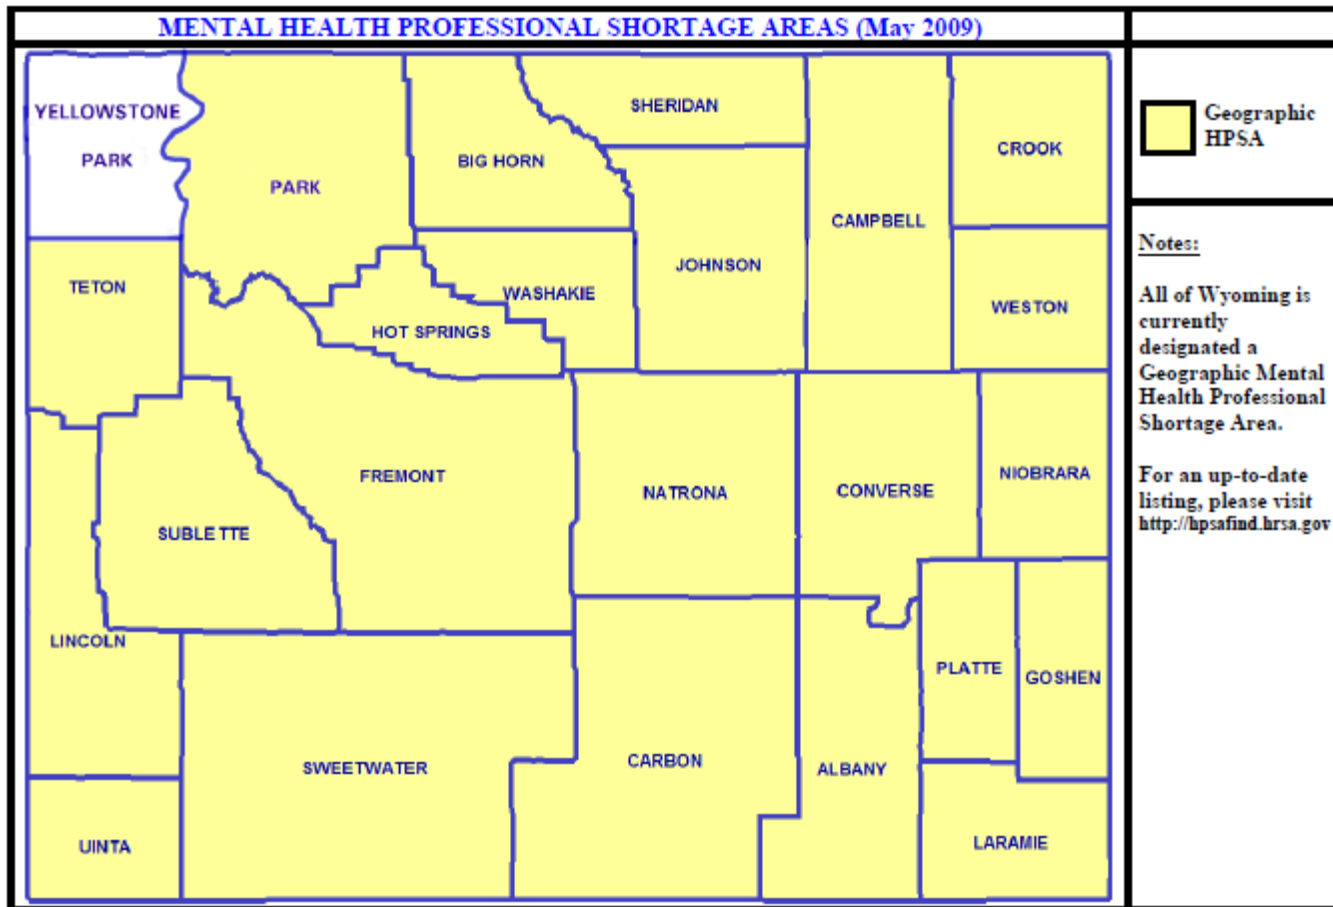 MENTAL HEALTH PROFESSIONAL SHORTAGE AREAS (May 2009)
YELLOWSTONE
PARK
PARK
BIG HORN
SHERIDAN
CROOK
CAMPBELL
JOHNSON
TETON
WASHAKIE
WESTON
HOT SPRINGS
FREMONT
NATRONA
CONVERSE
NIOBRARA
SUBLETTE
LINCOLN
PLATTE
GOSHEN
SWEETWATER
CARBON
ALBANY
UINTA
LARAMIE
Geographic
HPSA
Notes:
All of Wyoming is
currently
designated a
Geographic Mental
Health Professional
Shortage Area.
For an up-to-date
listing, please visit
http://hpsafind.hrsa.gov